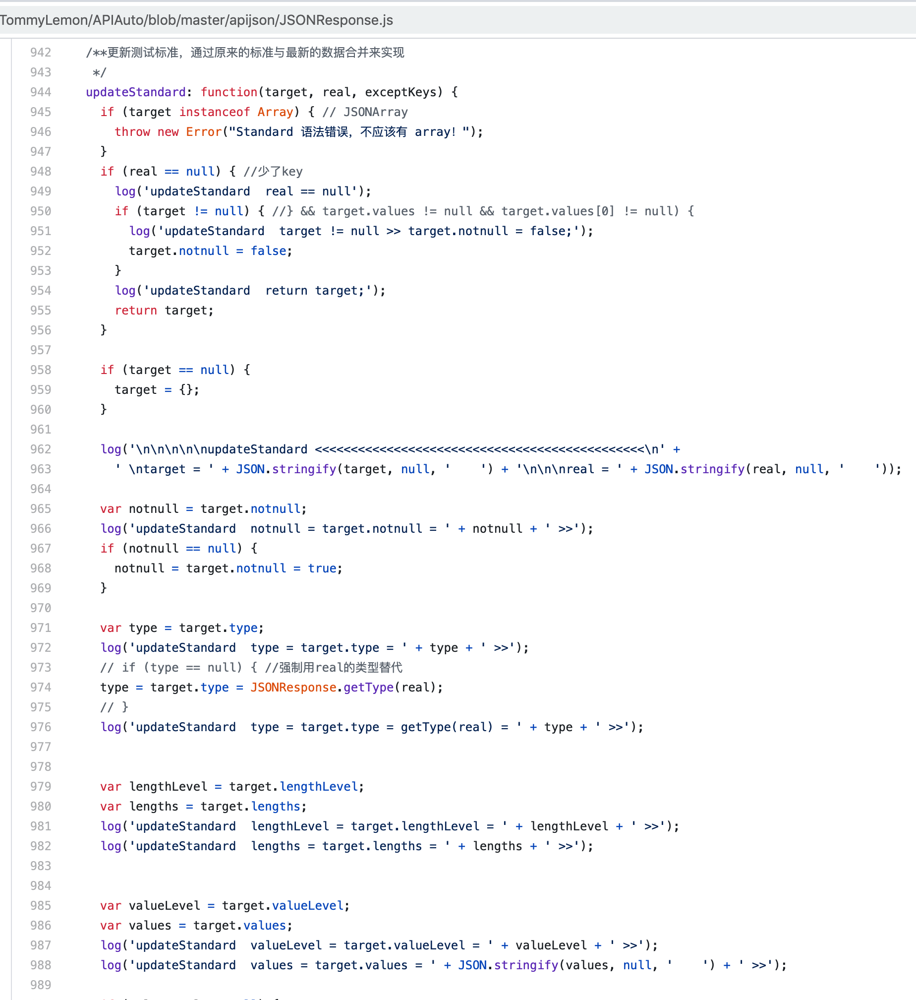 TommyLemon/APIAuto/blob/master/apijson/JSONResponse.js
942 /**更新测试标准，通过原来的标准与最新的数据合并来实现
943 */
944 updateStandard: function(target, real, exceptKeys) {
945 if (target instanceof Array) { // JSONArray
946 throw new Error("Standard 语法错误，不应该有 array! ");
947 }
948 if (real == null) { //少了key
949 log('updateStandard  real == null');
950 if (target != null) { //} && target.values != null && target.values[0] != null) {
951 log('updateStandard  target != null >> target.notnull = false;');
952 target.notnull = false;
953 }
954 log('updateStandard  return target;');
955 return target;
956 }
957
958 if (target == null) {
959 target = {};
960 }
961
962 log('\n\n\n\n\nupdateStandard <<<<<<<<<<<<<<<<<<<<<<<<<<<<<<<<<<<<<<<<<<<<<<\n' +
963 ' \ntarget = ' + JSON.stringify(target, null, '    ') + '\n\n\nreal = ' + JSON.stringify(real, null, '    '));
964
965 var notnull = target.notnull;
966 log('updateStandard  notnull = target.notnull = ' + notnull + ' >>');
967 if (notnull == null) {
968 notnull = target.notnull = true;
969 }
970
971 var type = target.type;
972 log('updateStandard  type = target.type = ' + type + ' >>');
973 // if (type == null) { //强制用real的类型替代
974 type = target.type = JSONResponse.getType(real);
975 // }
976 log('updateStandard  type = target.type = getType(real) = ' + type + ' >>');
977
978
979 var lengthLevel = target.lengthLevel;
980 var lengths = target.lengths;
981 log('updateStandard  lengthLevel = target.lengthLevel = ' + lengthLevel + ' >>');
982 log('updateStandard  lengths = target.lengths = ' + lengths + ' >>');
983
984
985 var valueLevel = target.valueLevel;
986 var values = target.values;
987 log('updateStandard  valueLevel = target.valueLevel = ' + valueLevel + ' >>');
988 log('updateStandard  values = target.values = ' + JSON.stringify(values, null, '    ') + ' >>');
989